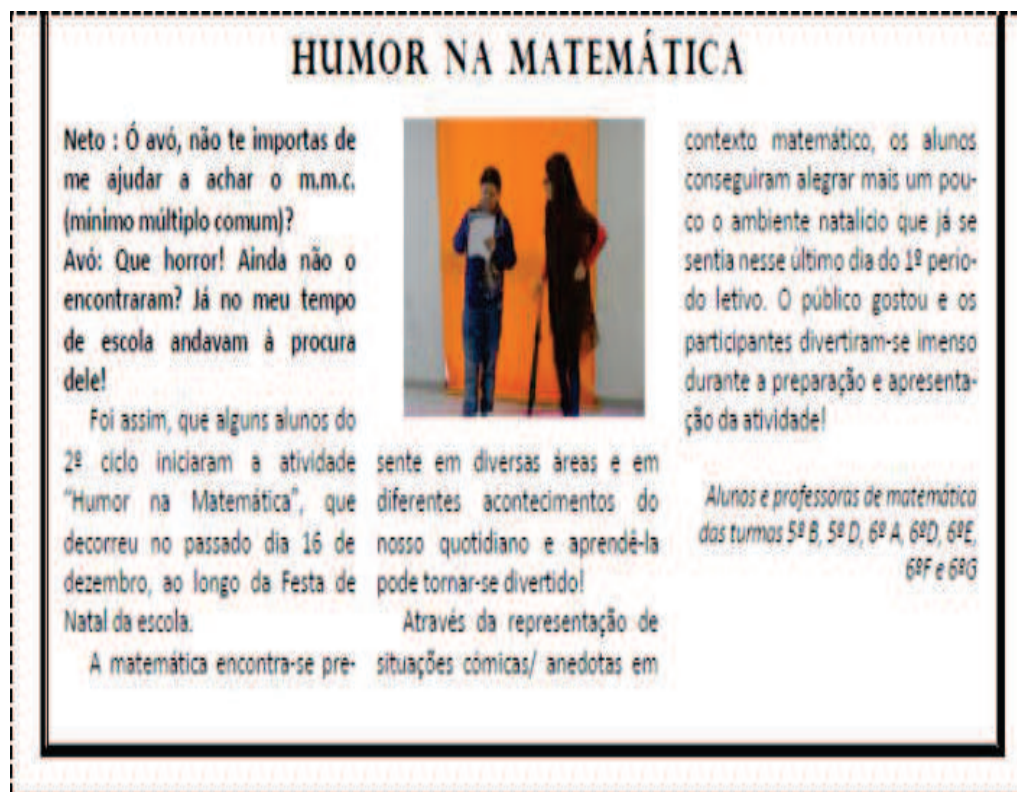 HUMOR NA MATEMÁTICA
Neto : Ó avó, não te importas de
me ajudar a achar o m.m.c.
(mínimo múltiplo comum)?
Avó: Que horror! Ainda não o
encontraram? Já no meu tempo
de escola andavam à procura
dele!
Foi assim, que alguns alunos do
2º ciclo iniciaram a atividade
“Humor na Matemática”, que
decorreu no passado dia 16 de
dezembro, ao longo da Festa de
Natal da escola.
A matemática encontra-se pre-
sente em diversas áreas e em
diferentes acontecimentos do
nosso quotidiano e aprendê-la
pode tornar-se divertido!
Através da representação de
situações cómicas/ anedotas em
contexto matemático, os alunos
conseguiram alegrar mais um pou-
co o ambiente natalício que já se
sentia nesse último dia do 1º perío-
do letivo. O público gostou e os
participantes divertiram-se imenso
durante a preparação e apresenta-
ção da atividade!
Alunos e professoras de matemática
das turmas 5º B, 5º D, 6º A, 6ºD, 6ºE,
6ºF e 6ºG